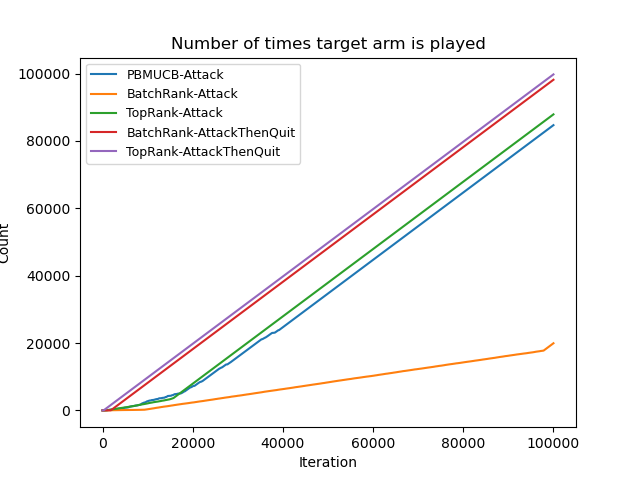 Number of times target arm is played
PBMUCB-Attack
BatchRank-Attack
TopRank-Attack
BatchRank-AttackThenQuit
TopRank-AttackThenQuit
100000
80000
60000
40000
20000
0
Count
0 20000 40000 60000 80000 100000
Iteration